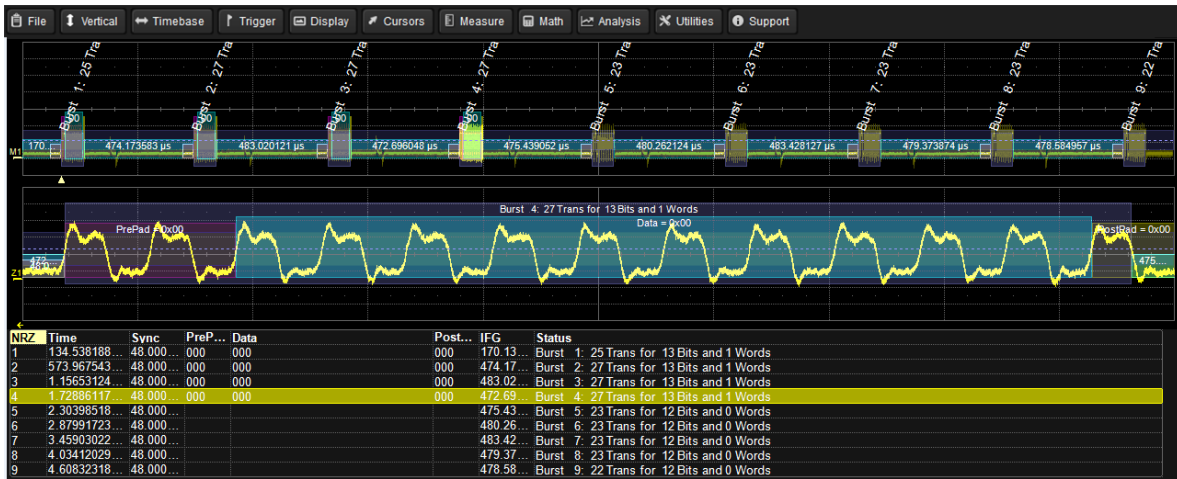 File Vertical Timebase Trigger Display Cursors Measure Math Analysis Utilities Support
Burst 1: 25 Tra
Burst 2: 27 Tra
Burst 3: 27 Tra
Burst 4: 27 Tra
Burst 5: 23 Tra
Burst 6: 23 Tra
Burst 7: 23 Tra
Burst 8: 23 Tra
Burst 9: 22 Tra
M1 170... 474.173583 µs 483.020121 µs 472.696048 µs 475.439052 µs 480.262124 µs 483.428127 µs 479.373874 µs 478.584957 µs
Burst 4: 27 Trans for 13 Bits and 1 Words
PrePad = 0x00 Data = 0x00 PostPad = 0x00
472...
Z1 475....
NRZ Time Sync PreP... Data Post... IFG Status
1 134.538188... 48.000... 000 000 000 170.13... Burst 1: 25 Trans for 13 Bits and 1 Words
2 573.967543... 48.000... 000 000 000 474.17... Burst 2: 27 Trans for 13 Bits and 1 Words
3 1.15653124... 48.000... 000 000 000 483.02... Burst 3: 27 Trans for 13 Bits and 1 Words
4 1.72886117... 48.000... 000 000 000 472.69... Burst 4: 27 Trans for 13 Bits and 1 Words
5 2.30398518... 48.000... 475.43... Burst 5: 23 Trans for 12 Bits and 0 Words
6 2.87991723... 48.000... 480.26... Burst 6: 23 Trans for 12 Bits and 0 Words
7 3.45903022... 48.000... 483.42... Burst 7: 23 Trans for 12 Bits and 0 Words
8 4.03412029... 48.000... 479.37... Burst 8: 23 Trans for 12 Bits and 0 Words
9 4.60832318... 48.000... 478.58... Burst 9: 22 Trans for 12 Bits and 0 Words